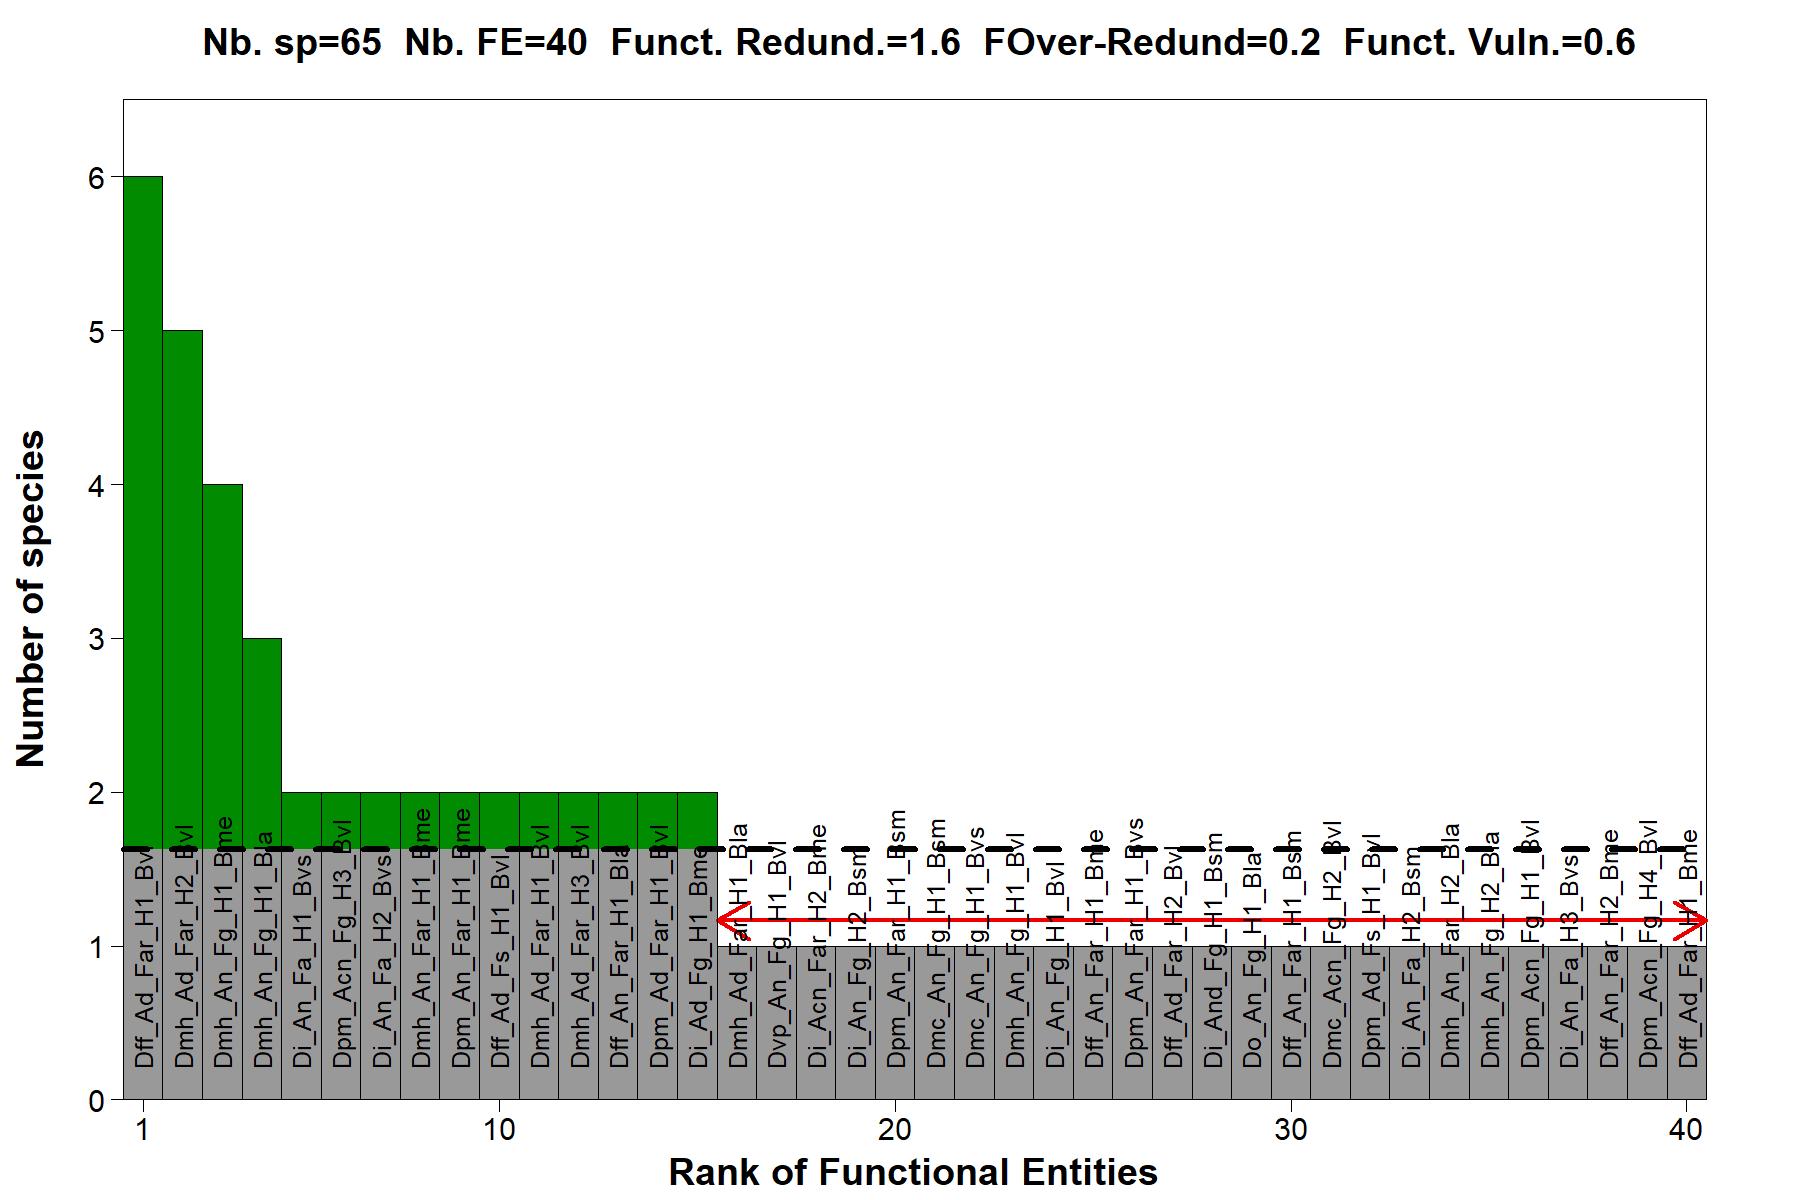 Nb. sp=65  Nb. FE=40  Funct. Redund.=1.6  FOver-Redund=0.2  Funct. Vuln.=0.6
Number of species
6
5
4
3
2
1
0
Dff_Ad_Far_H1_Bvl
Dmh_Ad_Far_H2_Bvl
Dmh_An_Fg_H1_Bme
Dmh_An_Fg_H1_Bla
Di_An_Fa_H1_Bvs
Dpm_Acn_Fg_H3_Bvl
Di_An_Fa_H2_Bvs
Dmh_An_Far_H1_Bme
Dpm_An_Far_H1_Bme
Dff_Ad_Fs_H1_Bvl
Dmh_Ad_Far_H1_Bvl
Dmh_Ad_Far_H3_Bvl
Dff_An_Far_H1_Bla
Dpm_Ad_Far_H1_Bvl
Di_Ad_Fg_H1_Bme
Dmh_Ad_Far_H1_Bla
Dvp_An_Fg_H1_Bvl
Di_Acn_Far_H2_Bme
Di_An_Fg_H2_Bsm
Dpm_An_Far_H1_Bsm
Dmc_An_Fg_H1_Bsm
Dmc_An_Fg_H1_Bvs
Dmh_An_Fg_H1_Bvl
Di_An_Fg_H1_Bvl
Dff_An_Far_H1_Bme
Dpm_An_Far_H1_Bvs
Dff_Ad_Far_H2_Bvl
Di_And_Fg_H1_Bsm
Do_An_Fg_H1_Bla
Dff_An_Far_H1_Bsm
Dmc_Acn_Fg_H2_Bvl
Dpm_Ad_Fs_H1_Bvl
Di_An_Fa_H2_Bsm
Dmh_An_Far_H2_Bla
Dmh_An_Fg_H2_Bla
Dpm_Acn_Fg_H1_Bvl
Di_An_Fa_H3_Bvs
Dff_An_Far_H2_Bme
Dpm_Acn_Fg_H4_Bvl
Dff_Ad_Far_H1_Bme
1 10 20 30 40
Rank of Functional Entities